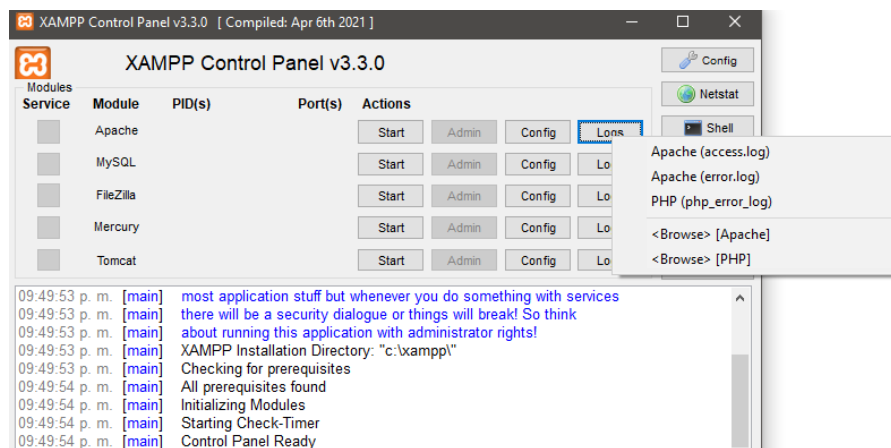 XAMPP Control Panel v3.3.0 [ Compiled: Apr 6th 2021 ]
XAMPP Control Panel v3.3.0
Config
Modules
Service Module PID(s) Port(s) Actions
Netstat
Apache Start Admin Config Logs
Shell
MySQL Start Admin Config Lo
FileZilla Start Admin Config Lo
Mercury Start Admin Config Lo
Tomcat Start Admin Config Lo
Apache (access.log)
Apache (error.log)
PHP (php_error_log)
<Browse> [Apache]
<Browse> [PHP]
09:49:53 p. m. [main] most application stuff but whenever you do something with services
09:49:53 p. m. [main] there will be a security dialogue or things will break! So think
09:49:53 p. m. [main] about running this application with administrator rights!
09:49:53 p. m. [main] XAMPP Installation Directory: "c:\xampp\"
09:49:53 p. m. [main] Checking for prerequisites
09:49:54 p. m. [main] All prerequisites found
09:49:54 p. m. [main] Initializing Modules
09:49:54 p. m. [main] Starting Check-Timer
09:49:54 p. m. [main] Control Panel Ready